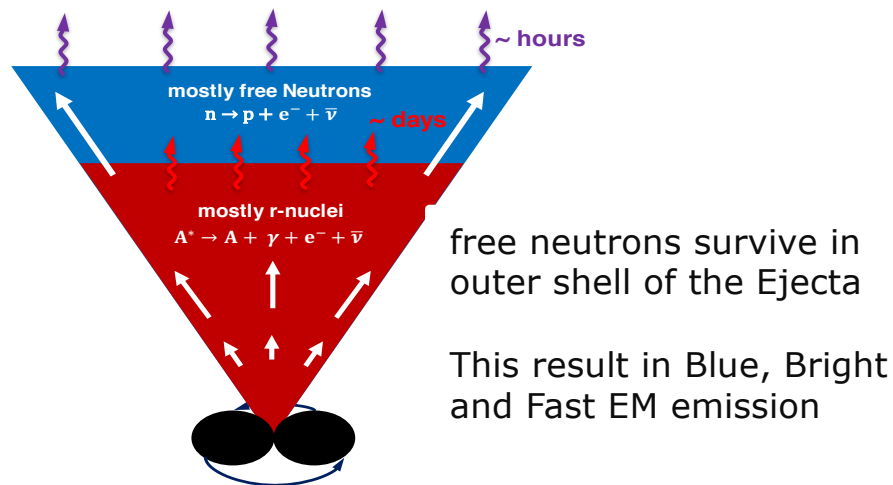 ~ hours
mostly free Neutrons
n → p + e⁻ + ν̅
~ days
mostly r-nuclei
A* → A + γ + e⁻ + ν̅
free neutrons survive in
outer shell of the Ejecta
This result in Blue, Bright
and Fast EM emission